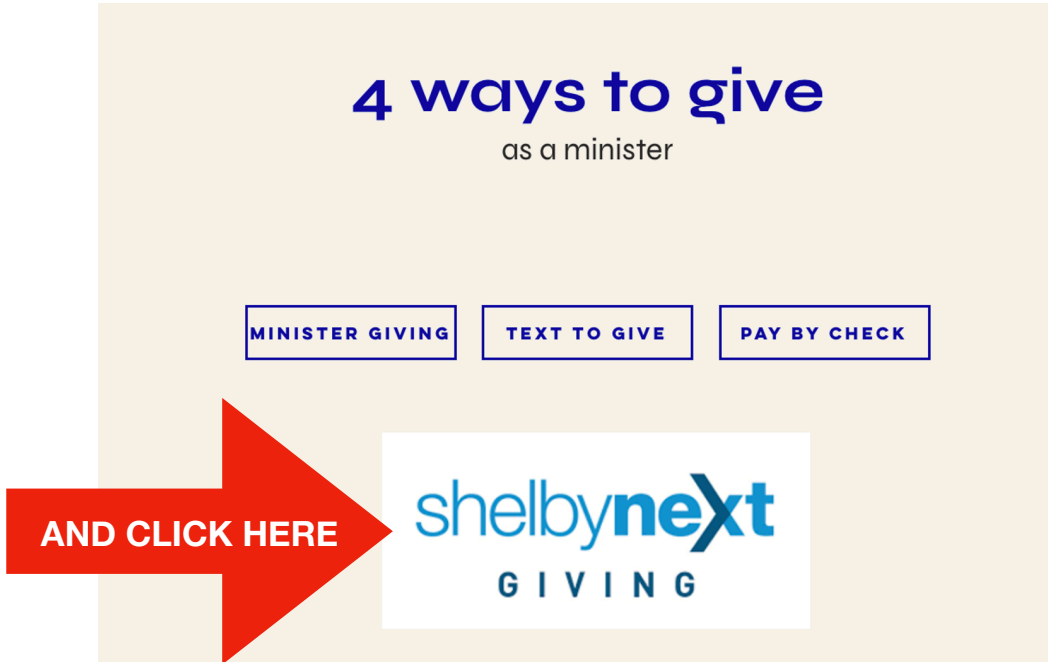 4 ways to give
as a minister
MINISTER GIVING
TEXT TO GIVE
PAY BY CHECK
AND CLICK HERE
shelbynext
GIVING